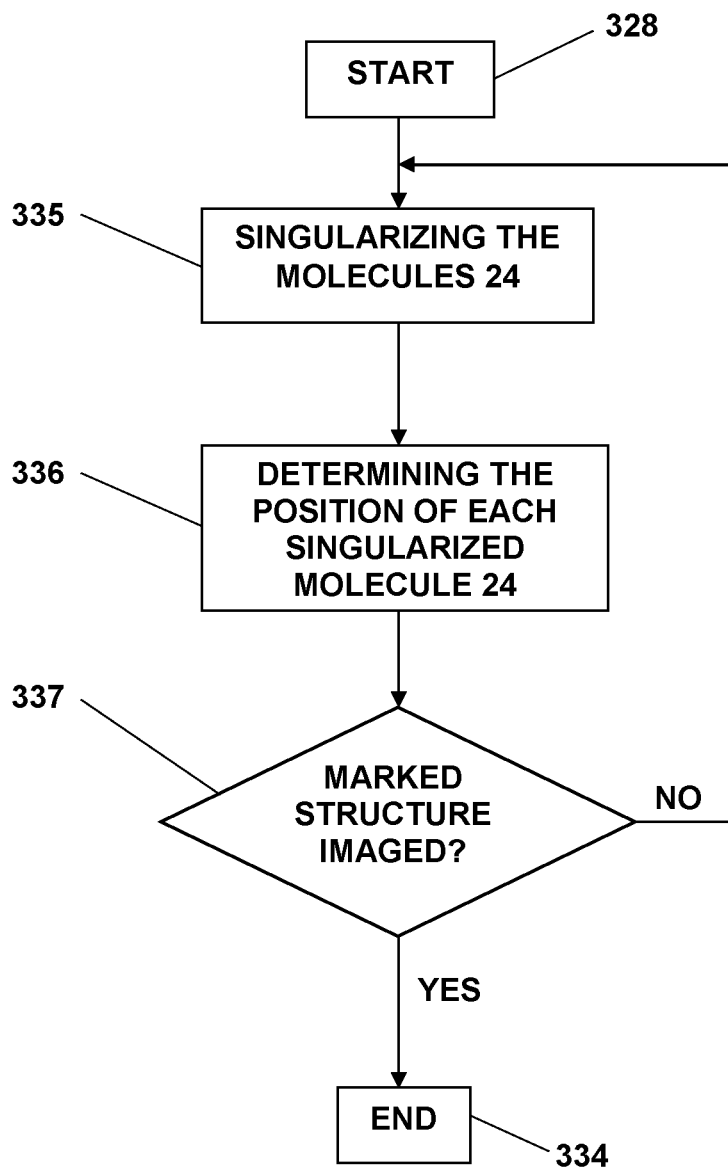 328
START
335
SINGULARIZING THE
MOLECULES 24
336
DETERMINING THE
POSITION OF EACH
SINGULARIZED
MOLECULE 24
337
MARKED
STRUCTURE
IMAGED?
NO
YES
END
334